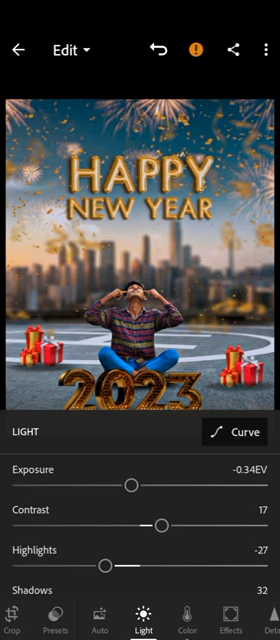 Edit
HAPPY
NEW YEAR
2023
LIGHT
Curve
Exposure -0.34EV
Contrast 17
Highlights -27
Shadows 32
Crop Presets Auto Light Color Effects Deta